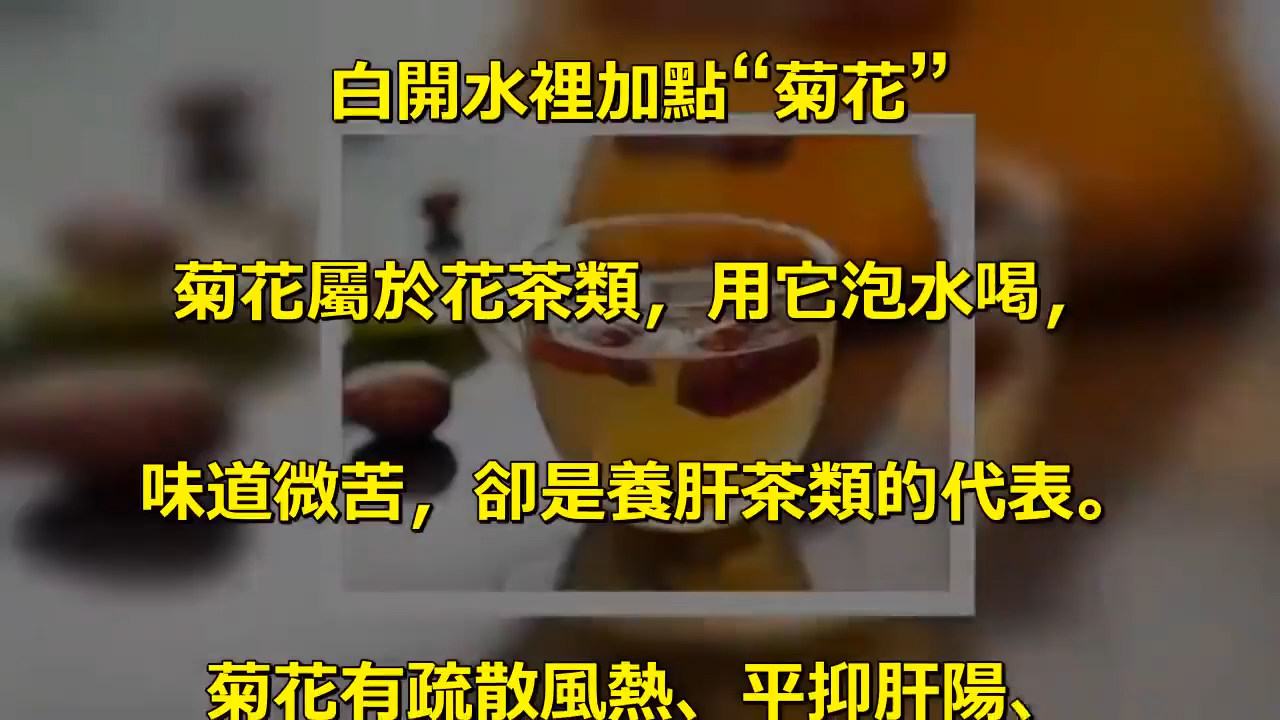 白開水裡加點“菊花”
菊花屬於花茶類，用它泡水喝，
味道微苦，卻是養肝茶類的代表。
菊花有疏散風熱、平抑肝陽、